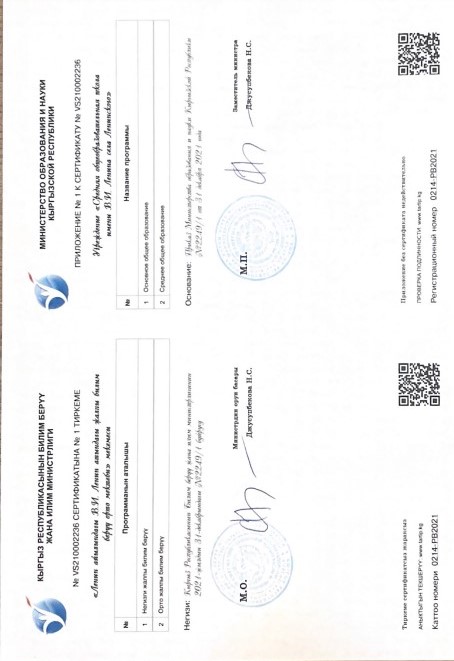 КЫРГЫЗ РЕСПУБЛИКАСЫНЫН БИЛИМ БЕРҮҮ
ЖАНА ИЛИМ МИНИСТРЛИГИ
№ VS210002236 СЕРТИФИКАТЫНА № 1 ТИРКЕМЕ
«Ленин айылындагы В.И. Ленин атындагы жалпы билим
берүү орто мектеби» мекемеси
№ Программанын аталышы
1 Негизги жалпы билим берүү
2 Орто жалпы билим берүү
Негизи: Кыргыз Республикасынын билим берүү жана илим министрлигинин
2021-жылдын 31-декабрындагы №2249/1 буйругу
Министрдин орун басары
М.О. Джусупбекова Н.С.
Тиркеме сертификатсыз жараксыз
АНЫКТЫГЫН ТЕКШЕРҮҮ: www.tartip.kg
Каттоо номери 0214-PB2021
МИНИСТЕРСТВО ОБРАЗОВАНИЯ И НАУКИ
КЫРГЫЗСКОЙ РЕСПУБЛИКИ
ПРИЛОЖЕНИЕ № 1 К СЕРТИФИКАТУ № VS210002236
Учреждение «Средняя общеобразовательная школа
имени В.И. Ленина села Ленинского»
№ Название программы
1 Основное общее образование
2 Среднее общее образование
Основание: Приказ Министерства образования и науки Кыргызской Республики
№2249/1 от 31 декабря 2021 года
Заместитель министра
М.П. Джусупбекова Н.С.
Приложение без сертификата недействительно
ПРОВЕРКА ПОДЛИННОСТИ: www.tartip.kg
Регистрационный номер 0214-PB2021